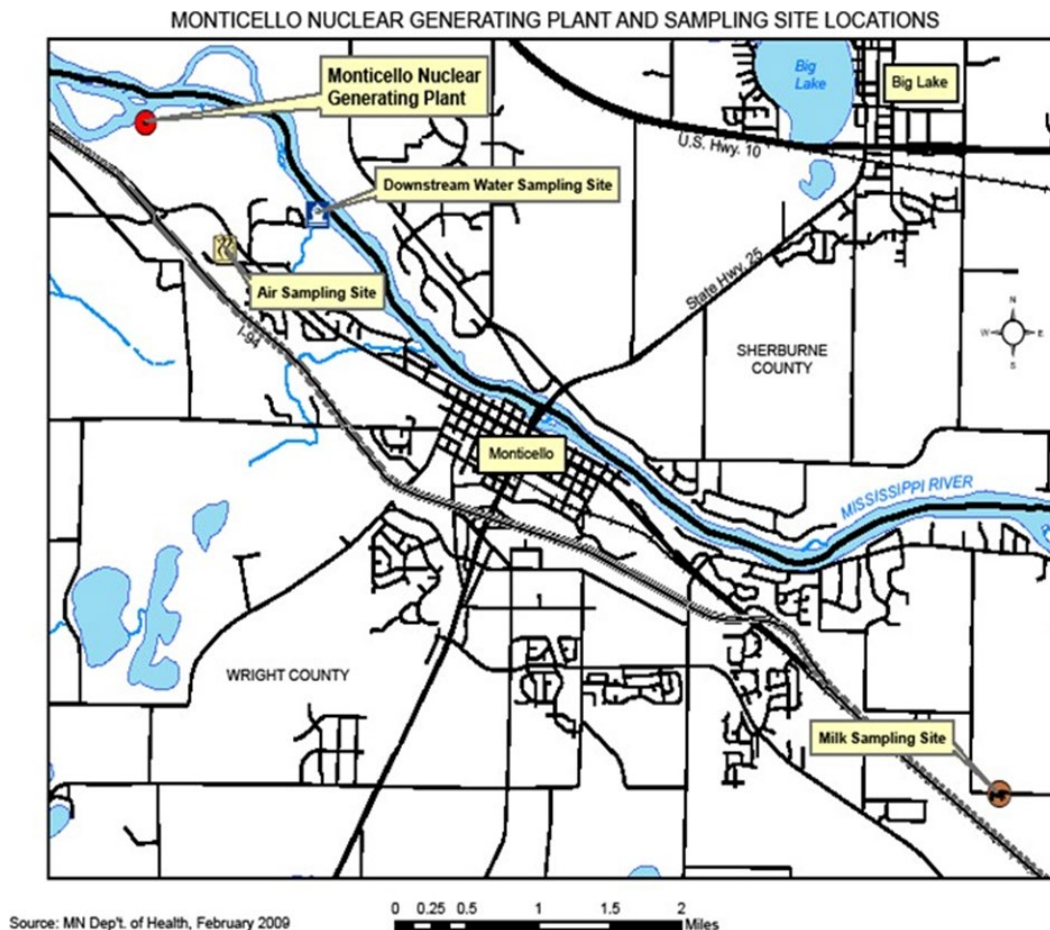 MONTICELLO NUCLEAR GENERATING PLANT AND SAMPLING SITE LOCATIONS
Monticello Nuclear
Generating Plant
Big
Lake
Big Lake
U.S. Hwy. 10
Downstream Water Sampling Site
Air Sampling Site
I-94
State Hwy. 25
N
W
E
S
SHERBURNE
COUNTY
Monticello
MISSISSIPPI RIVER
WRIGHT COUNTY
Milk Sampling Site
Source: MN Dep't. of Health, February 2009
0 0.25 0.5 1 1.5 2
Miles